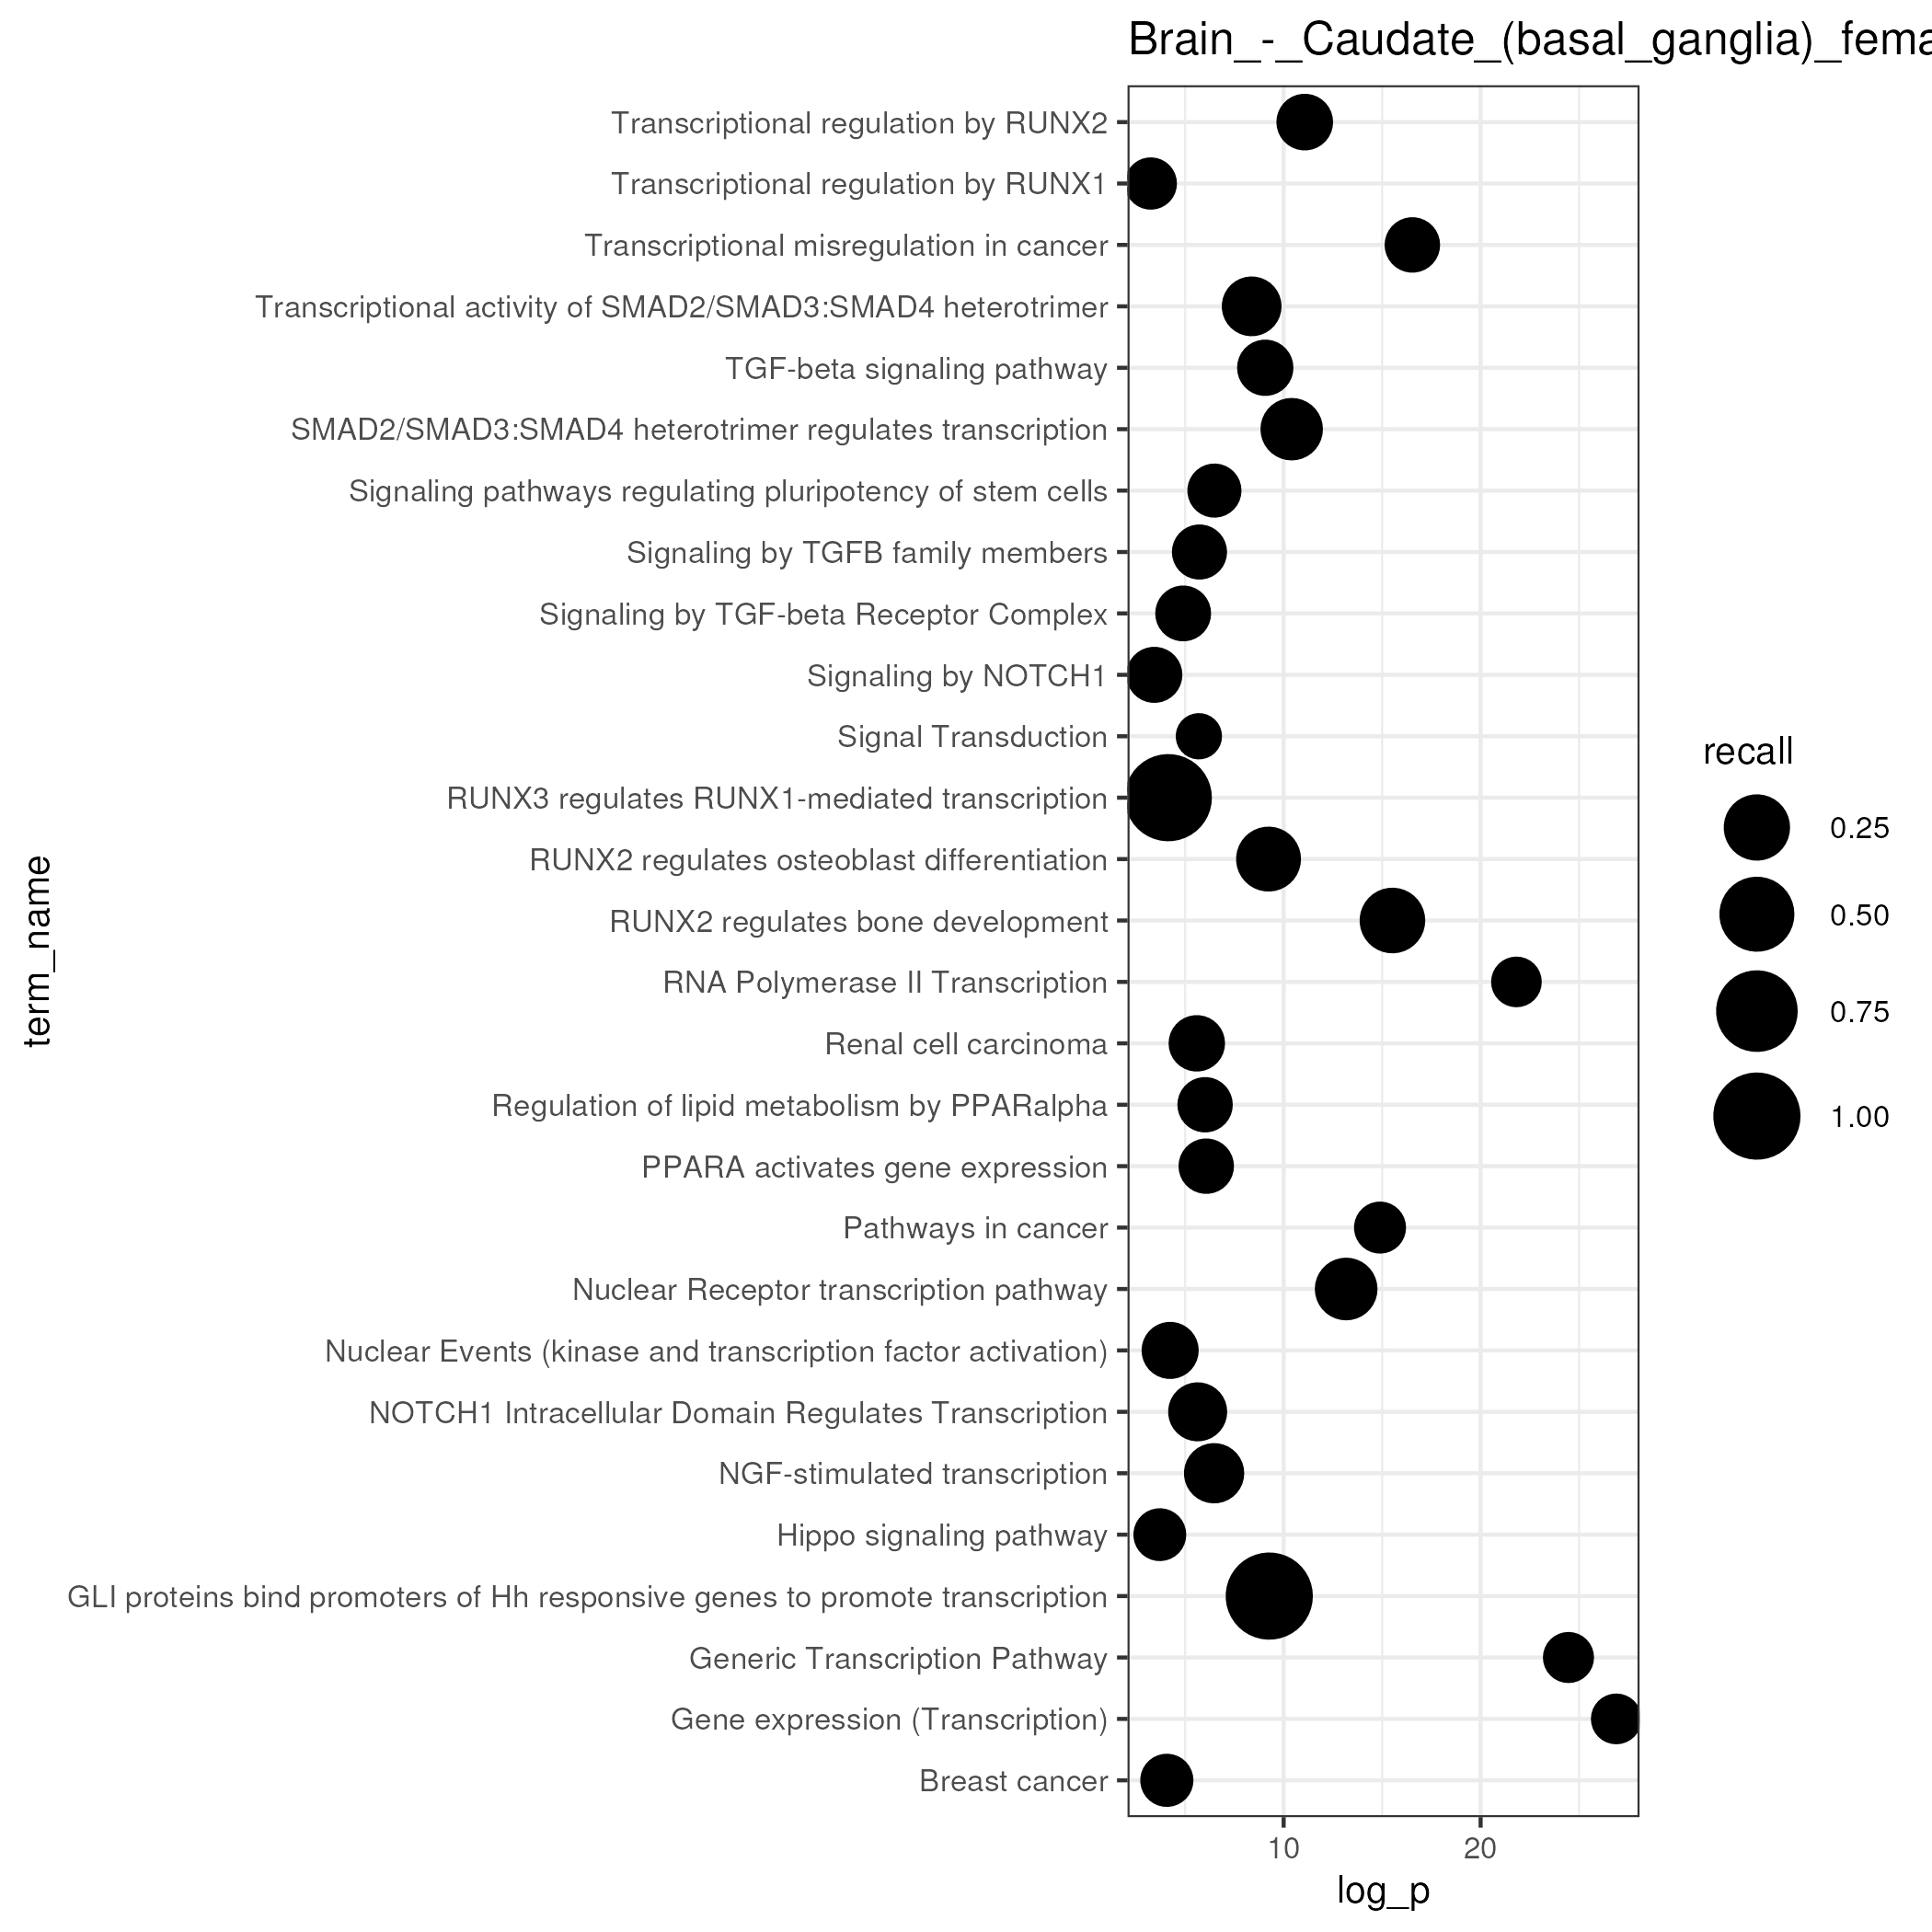 Brain_-_Caudate_(basal_ganglia)_fema
Transcriptional regulation by RUNX2
Transcriptional regulation by RUNX1
Transcriptional misregulation in cancer
Transcriptional activity of SMAD2/SMAD3:SMAD4 heterotrimer
TGF-beta signaling pathway
SMAD2/SMAD3:SMAD4 heterotrimer regulates transcription
Signaling pathways regulating pluripotency of stem cells
Signaling by TGFB family members
Signaling by TGF-beta Receptor Complex
Signaling by NOTCH1
Signal Transduction
RUNX3 regulates RUNX1-mediated transcription
RUNX2 regulates osteoblast differentiation
RUNX2 regulates bone development
RNA Polymerase II Transcription
Renal cell carcinoma
Regulation of lipid metabolism by PPARalpha
PPARA activates gene expression
Pathways in cancer
Nuclear Receptor transcription pathway
Nuclear Events (kinase and transcription factor activation)
NOTCH1 Intracellular Domain Regulates Transcription
NGF-stimulated transcription
Hippo signaling pathway
GLI proteins bind promoters of Hh responsive genes to promote transcription
Generic Transcription Pathway
Gene expression (Transcription)
Breast cancer
term_name
10
20
log_p
recall
0.25
0.50
0.75
1.00